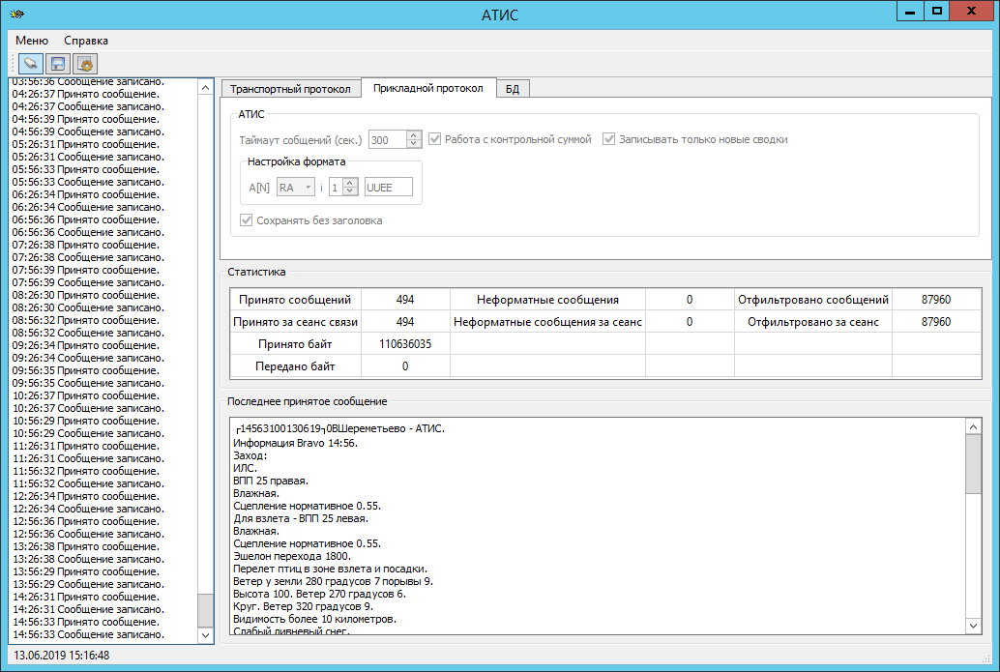 АТИС
Меню Справка
03:56:36 Сообщение записано.
04:26:37 Принято сообщение.
04:26:37 Сообщение записано.
04:56:39 Принято сообщение.
04:56:39 Сообщение записано.
05:26:31 Принято сообщение.
05:26:31 Сообщение записано.
05:56:33 Принято сообщение.
05:56:33 Сообщение записано.
06:26:34 Принято сообщение.
06:26:34 Сообщение записано.
06:56:36 Принято сообщение.
06:56:36 Сообщение записано.
07:26:38 Принято сообщение.
07:26:38 Сообщение записано.
07:56:39 Принято сообщение.
07:56:39 Сообщение записано.
08:26:30 Принято сообщение.
08:26:30 Сообщение записано.
08:56:32 Принято сообщение.
08:56:32 Сообщение записано.
09:26:34 Принято сообщение.
09:26:34 Сообщение записано.
09:56:35 Принято сообщение.
09:56:35 Сообщение записано.
10:26:37 Принято сообщение.
10:26:37 Сообщение записано.
10:56:29 Принято сообщение.
10:56:29 Сообщение записано.
11:26:31 Принято сообщение.
11:26:31 Сообщение записано.
11:56:32 Принято сообщение.
11:56:32 Сообщение записано.
12:26:34 Принято сообщение.
12:26:34 Сообщение записано.
12:56:36 Принято сообщение.
12:56:36 Сообщение записано.
13:26:38 Принято сообщение.
13:26:38 Сообщение записано.
13:56:29 Принято сообщение.
13:56:29 Сообщение записано.
14:26:31 Принято сообщение.
14:26:31 Сообщение записано.
14:56:33 Принято сообщение.
14:56:33 Сообщение записано.
Транспортный протокол Прикладной протокол БД
АТИС
Таймаут собщений (сек.) 300 Работа с контрольной суммой Записывать только новые сводки
Настройка формата
A[N] RA i 1 UUEE
Сохранять без заголовка
Статистика
Принято сообщений 494 Неформатные сообщения 0 Отфильтровано сообщений 87960
Принято за сеанс связи 494 Неформатные сообщения за сеанс 0 Отфильтровано за сеанс 87960
Принято байт 110636035
Передано байт 0
Последнее принятое сообщение
┌14563100130619┐0BШереметьево - АТИС.
Информация Bravo 14:56.
Заход:
ИЛС.
ВПП 25 правая.
Влажная.
Сцепление нормативное 0.55.
Для взлета - ВПП 25 левая.
Влажная.
Сцепление нормативное 0.55.
Эшелон перехода 1800.
Перелет птиц в зоне взлета и посадки.
Ветер у земли 280 градусов 7 порывы 9.
Высота 100. Ветер 270 градусов 6.
Круг. Ветер 320 градусов 9.
Видимость более 10 километров.
Слабый ливневый снег.
13.06.2019 15:16:48